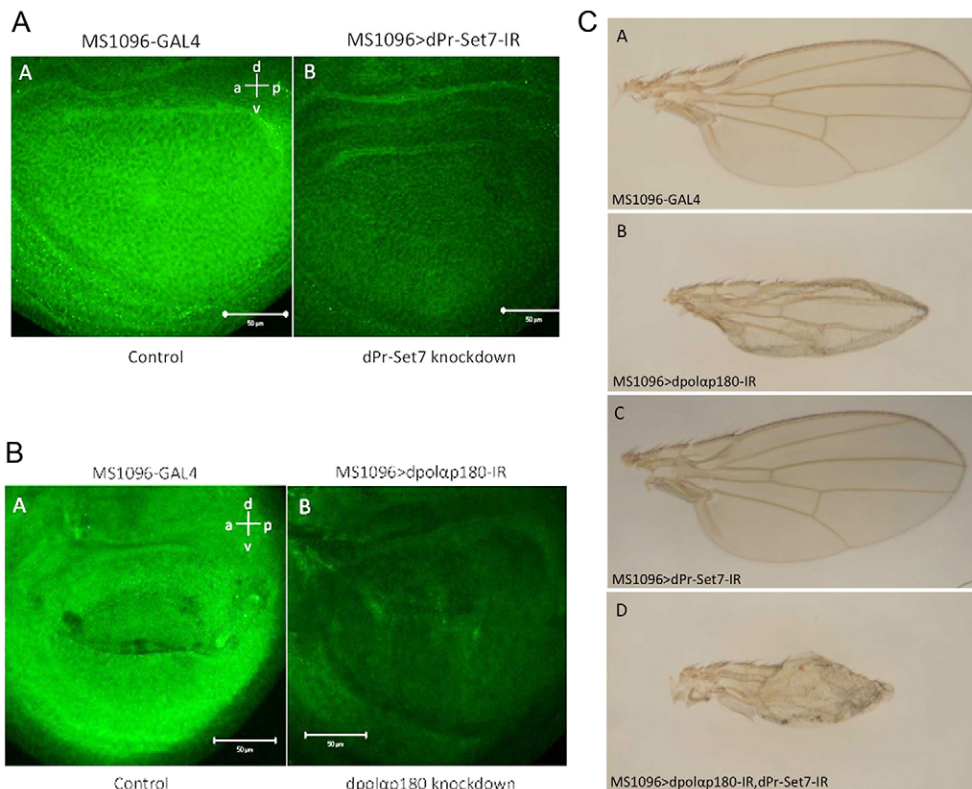 A
MS1096-GAL4
MS1096>dPr-Set7-IR
A
d
a p
v
B
50 µm
50 µm
Control
dPr-Set7 knockdown
B
MS1096-GAL4
MS1096>dpolαp180-IR
A
d
a p
v
B
50 µm
50 µm
Control
dpolαp180 knockdown
C
A
MS1096-GAL4
B
MS1096>dpolαp180-IR
C
MS1096>dPr-Set7-IR
D
MS1096>dpolαp180-IR,dPr-Set7-IR